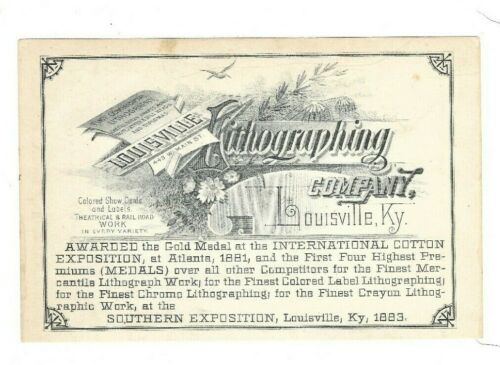 LOUISVILLE
449 W. MAIN ST.
Lithographing
COMPANY,
Louisville, Ky.
Colored Show Cards
and Labels.
THEATRICAL & RAIL ROAD
WORK
IN EVERY VARIETY.
AWARDED the Gold Medal at the INTERNATIONAL COTTON
EXPOSITION, at Atlanta, 1881, and the First Four Highest Pre-
miums (MEDALS) over all other Competitors for the Finest Mer-
cantile Lithograph Work; for the Finest Colored Label Lithographing;
for the Finest Chromo Lithographing; for the Finest Crayon Lithog-
raphic Work, at the
SOUTHERN EXPOSITION, Louisville, Ky, 1883.